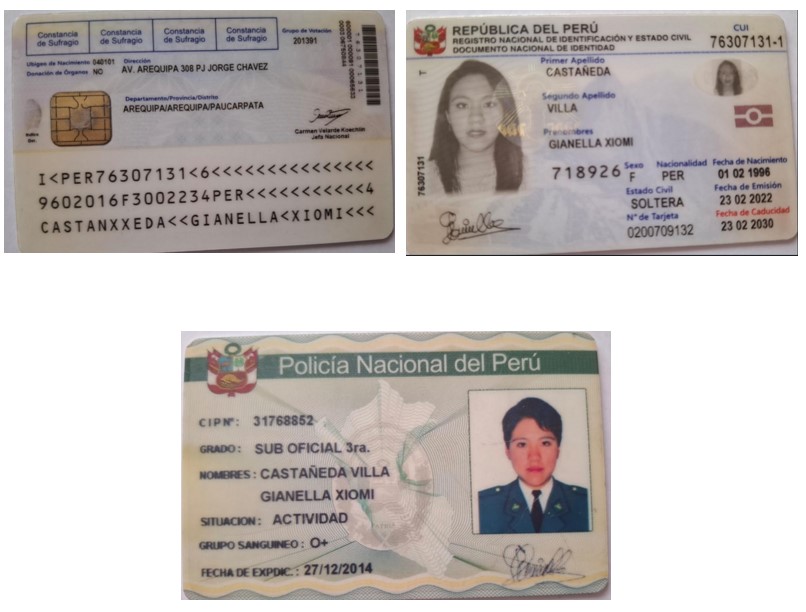 Constancia de Sufragio
Constancia de Sufragio
Constancia de Sufragio
Constancia de Sufragio
Grupo de Votación
201391
Ubigeo de Nacimiento 040101
Donación de Órganos NO
Dirección
AV. AREQUIPA 308 PJ JORGE CHAVEZ
Departamento/Provincia/Distrito
AREQUIPA/AREQUIPA/PAUCARPATA
Carmen Velarde Koechlin
Jefa Nacional
I<PER76307131<6<<<<<<<<<<<<<<<
9602016F3002234PER<<<<<<<<<<<4
CASTANXXEDA<<GIANELLA<XIOMI<<<
REPÚBLICA DEL PERÚ
REGISTRO NACIONAL DE IDENTIFICACIÓN Y ESTADO CIVIL
DOCUMENTO NACIONAL DE IDENTIDAD
CUI
76307131-1
T
76307131
Primer Apellido
CASTAÑEDA
Segundo Apellido
VILLA
Prenombres
GIANELLA XIOMI
718926
Sexo
F
Nacionalidad
PER
Fecha de Nacimiento
01 02 1996
Estado Civil
SOLTERA
Fecha de Emisión
23 02 2022
Nº de Tarjeta
0200709132
Fecha de Caducidad
23 02 2030
Policía Nacional del Perú
CIP Nº: 31768852
GRADO: SUB OFICIAL 3ra.
NOMBRES: CASTAÑEDA VILLA
GIANELLA XIOMI
SITUACION: ACTIVIDAD
GRUPO SANGUINEO: O+
FECHA DE EXPDIC.: 27/12/2014